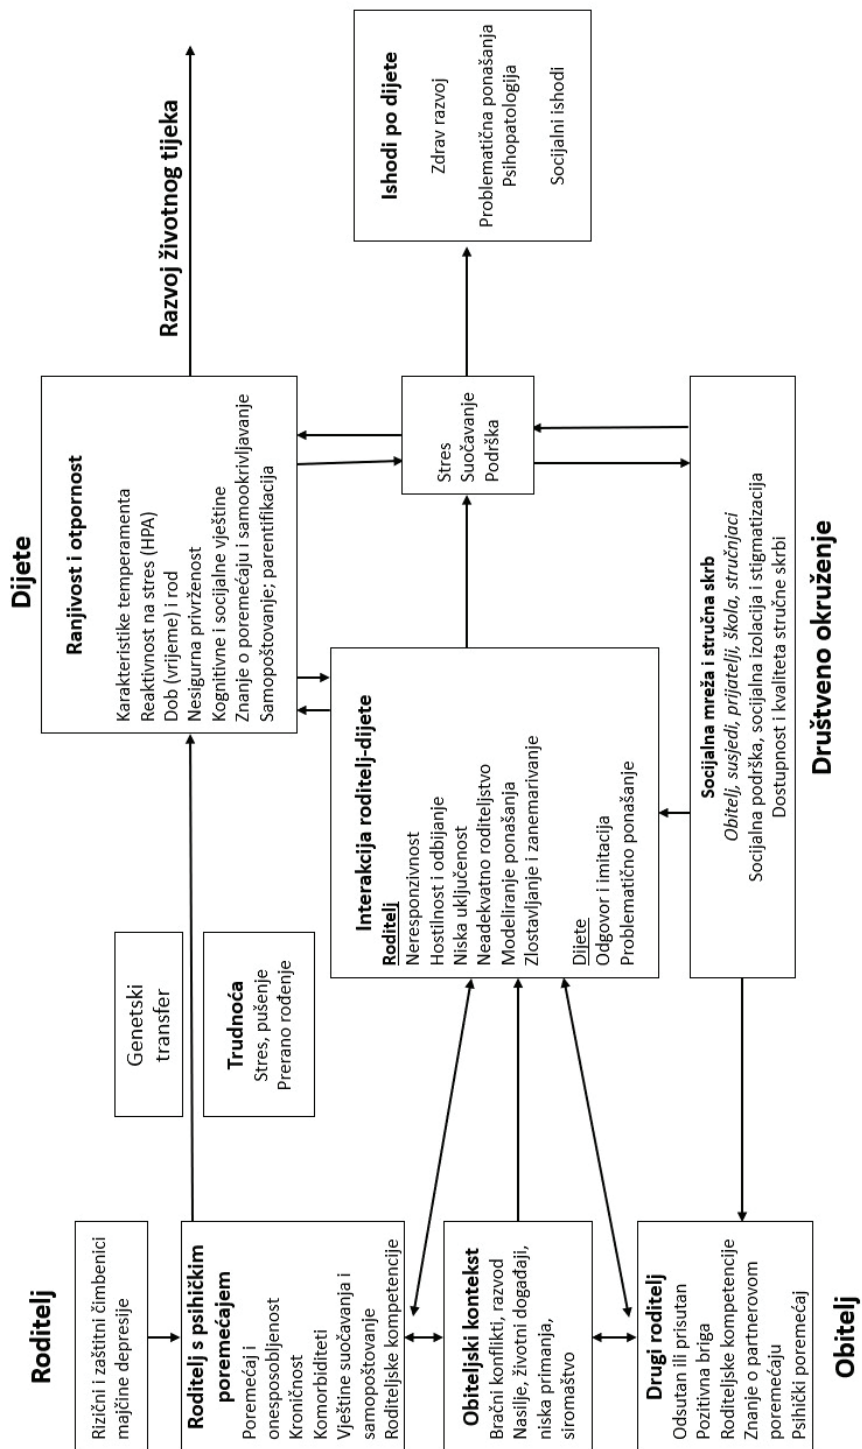 Roditelj
Rizični i zaštitni čimbenici
majčine depresije
Roditelj s psihičkim
poremećajem
Poremećaj i
onesposobljenost
Kroničnost
Komorbiditeti
Vještine suočavanja i
samopoštovanje
Roditeljske kompetencije
Obiteljski kontekst
Bračni konflikti, razvod
Nasilje, životni događaji,
niska primanja,
siromaštvo
Drugi roditelj
Odsutan ili prisutan
Pozitivna briga
Roditeljske kompetencije
Znanje o partnerovom
poremećaju
Psihički poremećaj
Obitelj
Genetski
transfer
Trudnoća
Stres, pušenje
Prerano rođenje
Interakcija roditelj-dijete
Roditelj
Neresponzivnost
Hostilnost i odbijanje
Niska uključenost
Neadekvatno roditeljstvo
Modeliranje ponašanja
Zlostavljanje i zanemarivanje
Dijete
Odgovor i imitacija
Problematično ponašanje
Dijete
Ranjivost i otpornost
Karakteristike temperamenta
Reaktivnost na stres (HPA)
Dob (vrijeme) i rod
Nesigurna privrženost
Kognitivne i socijalne vještine
Znanje o poremećaju i samookrivljavanje
Samopoštovanje; parentifikacija
Stres
Suočavanje
Podrška
Socijalna mreža i stručna skrb
Obitelj, susjedi, prijatelji, škola, stručnjaci
Socijalna podrška, socijalna izolacija i stigmatizacija
Dostupnost i kvaliteta stručne skrbi
Društveno okruženje
Razvoj životnog tijeka
Ishodi po dijete
Zdrav razvoj
Problematična ponašanja
Psihopatologija
Socijalni ishodi